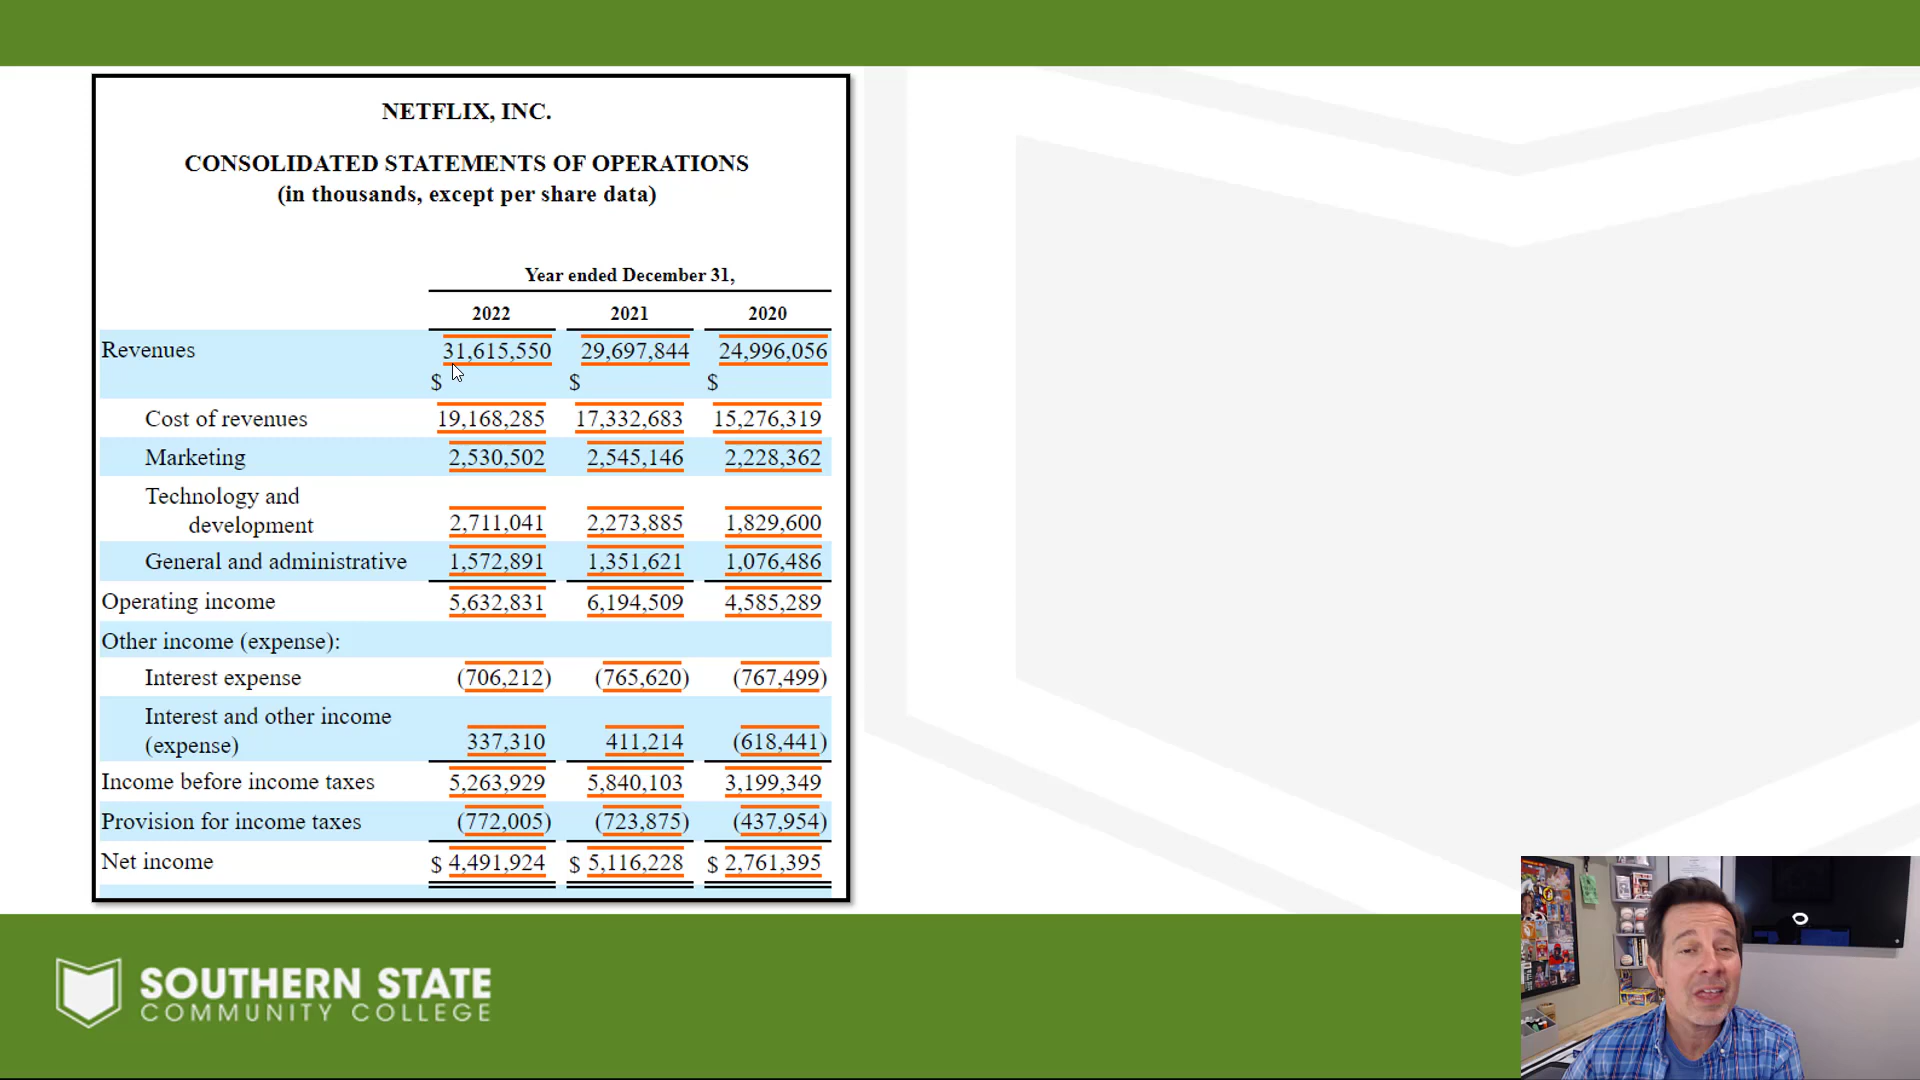 NETFLIX, INC.
CONSOLIDATED STATEMENTS OF OPERATIONS
(in thousands, except per share data)
Year ended December 31,
2022 2021 2020
Revenues 31,615,550 29,697,844 24,996,056
$ $ $
Cost of revenues 19,168,285 17,332,683 15,276,319
Marketing 2,530,502 2,545,146 2,228,362
Technology and
development 2,711,041 2,273,885 1,829,600
General and administrative 1,572,891 1,351,621 1,076,486
Operating income 5,632,831 6,194,509 4,585,289
Other income (expense):
Interest expense (706,212) (765,620) (767,499)
Interest and other income
(expense) 337,310 411,214 (618,441)
Income before income taxes 5,263,929 5,840,103 3,199,349
Provision for income taxes (772,005) (723,875) (437,954)
Net income $ 4,491,924 $ 5,116,228 $ 2,761,395
SOUTHERN STATE
COMMUNITY COLLEGE